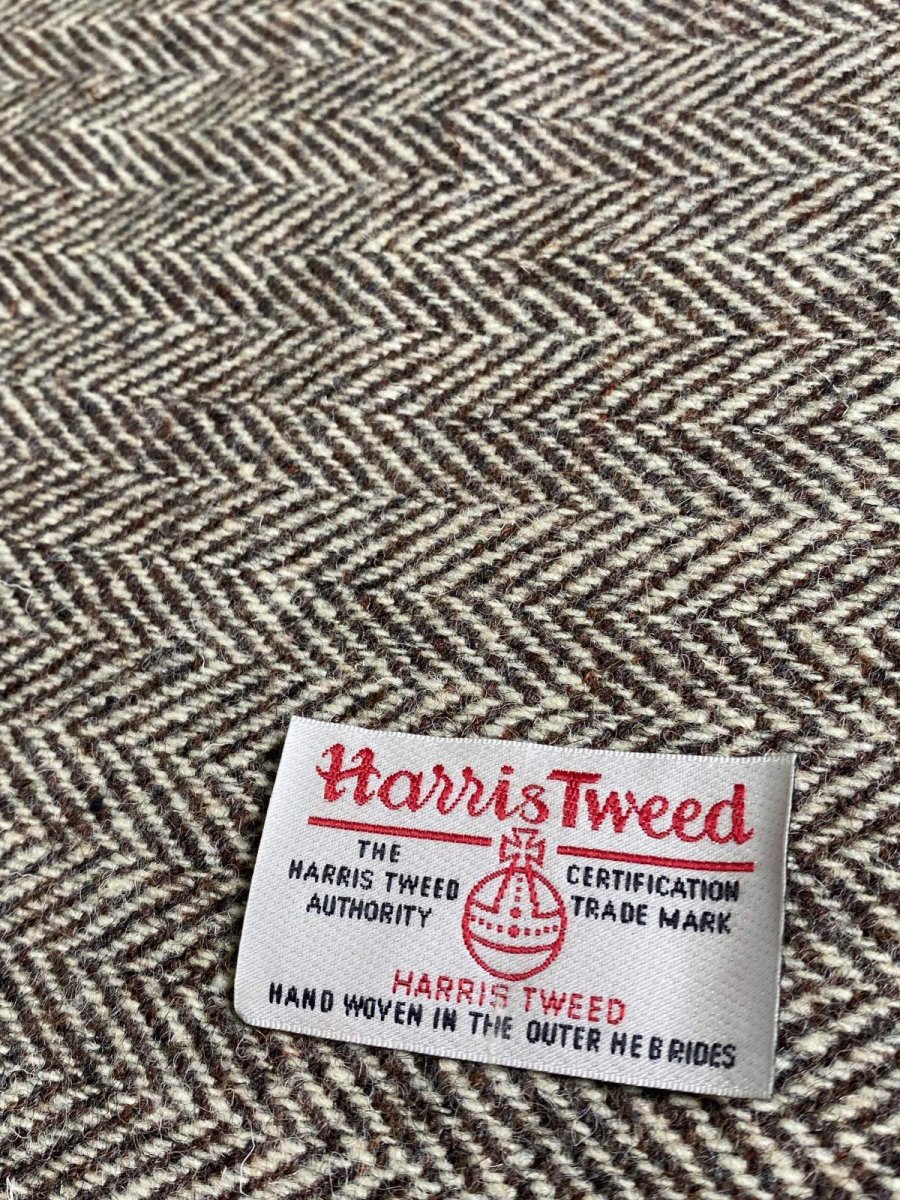 Harris Tweed
THE
HARRIS TWEED
AUTHORITY
CERTIFICATION
TRADE MARK
HARRIS TWEED
HAND WOVEN IN THE OUTER HEBRIDES